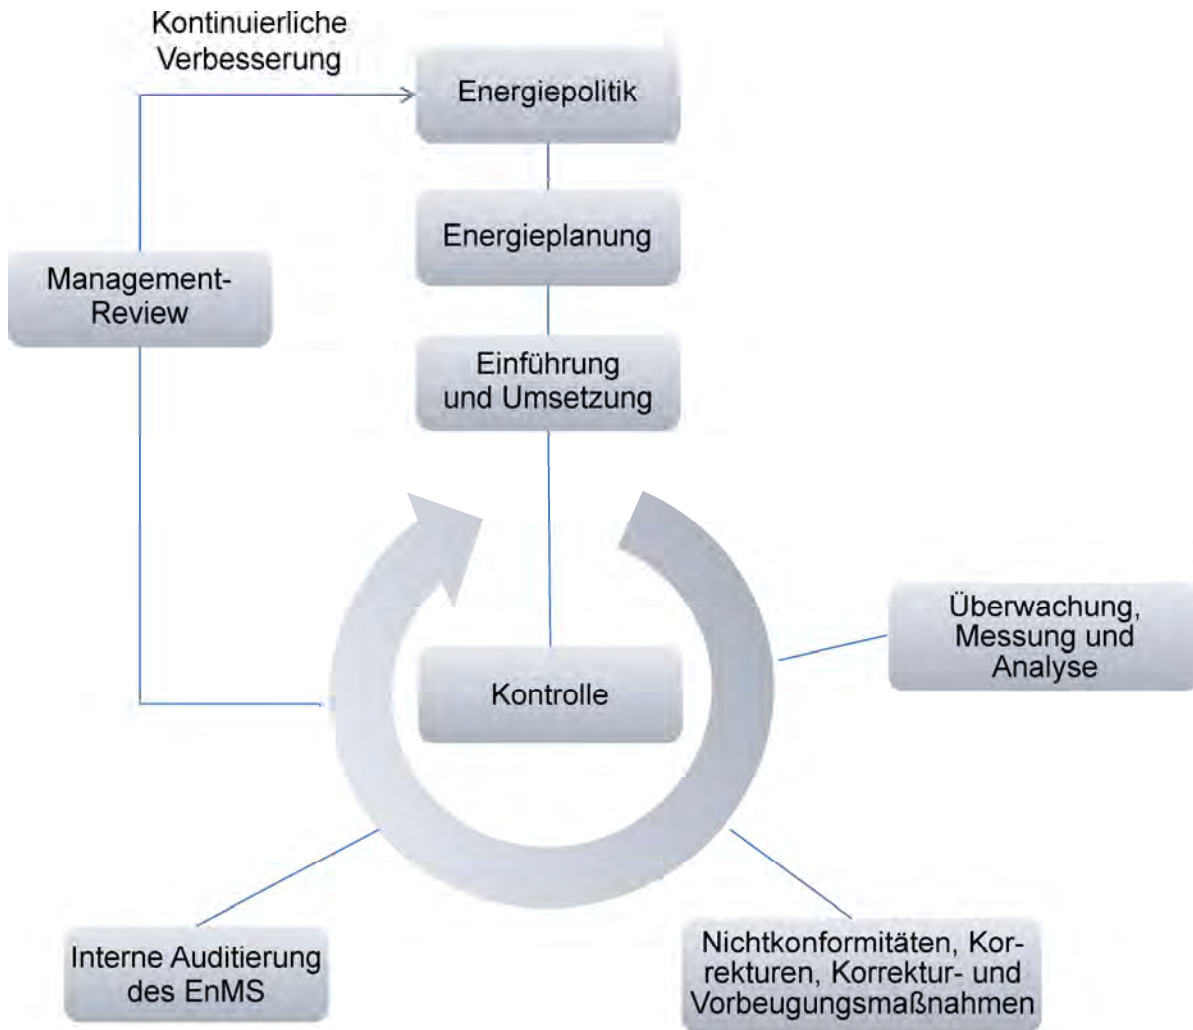 Kontinuierliche
Verbesserung
Energiepolitik
Energieplanung
Management-
Review
Einführung
und Umsetzung
Überwachung,
Messung und
Analyse
Kontrolle
Interne Auditierung
des EnMS
Nichtkonformitäten, Kor-
rekturen, Korrektur- und
Vorbeugungsmaßnahmen